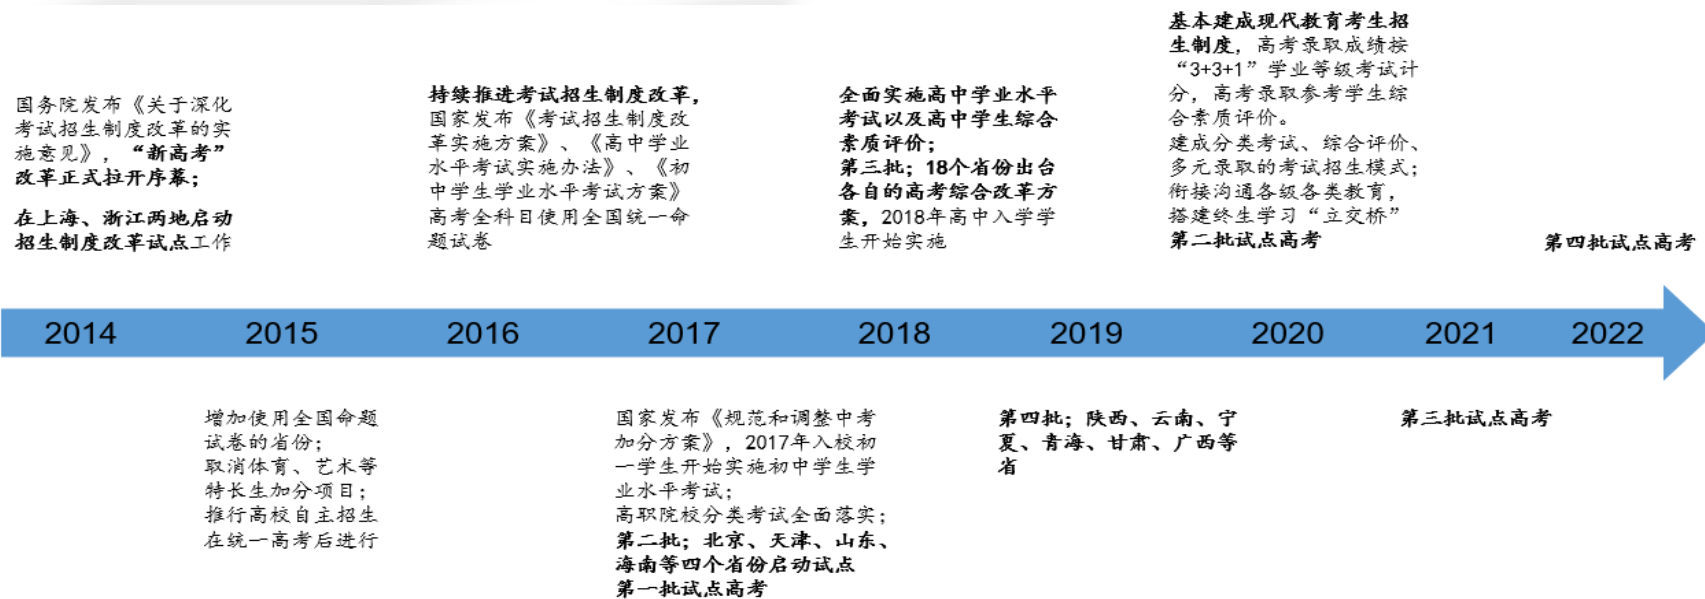 国务院发布《关于深化
考试招生制度改革的实
施意见》，“新高考”
改革正式拉开序幕；
在上海、浙江两地启动
招生制度改革试点工作
持续推进考试招生制度改革，
国家发布《考试招生制度改
革实施方案》、《高中学业
水平考试实施办法》、《初
中学生学业水平考试方案》
高考全科目使用全国统一命
题试卷
全面实施高中学业水平
考试以及高中学生综合
素质评价；
第三批；18个省份出台
各自的高考综合改革方
案，2018年高中入学学
生开始实施
基本建成现代教育考生招
生制度，高考录取成绩按
“3+3+1”学业等级考试计
分，高考录取参考学生综
合素质评价。
建成分类考试、综合评价、
多元录取的考试招生模式；
衔接沟通各级各类教育，
搭建终生学习“立交桥”
第二批试点高考
第四批试点高考
2014 2015 2016 2017 2018 2019 2020 2021 2022
增加使用全国命题
试卷的省份；
取消体育、艺术等
特长生加分项目；
推行高校自主招生
在统一高考后进行
国家发布《规范和调整中考
加分方案》，2017年入校初
一学生开始实施初中学生学
业水平考试；
高职院校分类考试全面落实；
第二批；北京、天津、山东、
海南等四个省份启动试点
第一批试点高考
第四批；陕西、云南、宁
夏、青海、甘肃、广西等
省
第三批试点高考